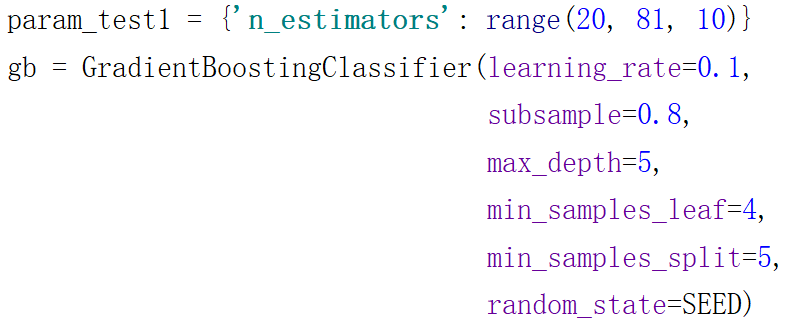 param_test1 = {'n_estimators': range(20, 81, 10)}
gb = GradientBoostingClassifier(learning_rate=0.1,
subsample=0.8,
max_depth=5,
min_samples_leaf=4,
min_samples_split=5,
random_state=SEED)